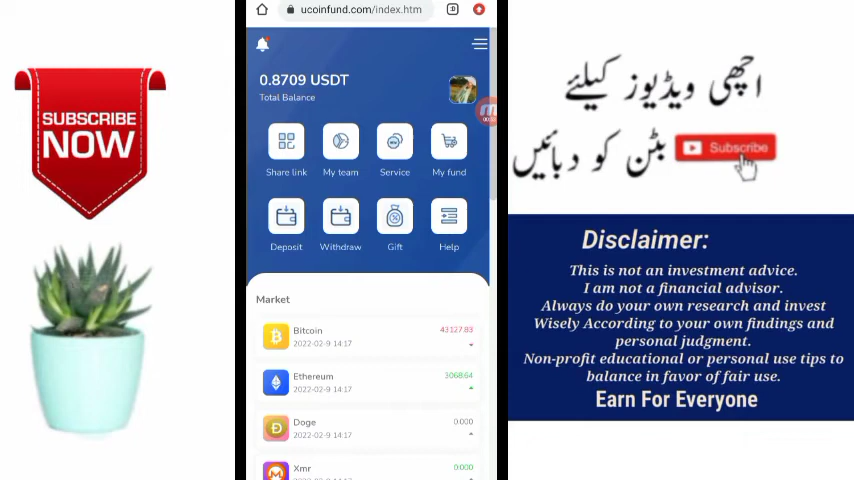 SUBSCRIBE
NOW
ucoinfund.com/index.htm
:D
0.8709 USDT
Total Balance
Share link
My team
Service
My fund
Deposit
Withdraw
Gift
Help
Market
Bitcoin
43127.83
2022-02-9 14:17
Ethereum
3068.64
2022-02-9 14:17
Doge
0.000
2022-02-9 14:17
Xmr
0.000
اچھی ویڈیوز کیلئے
بٹن کو دبائیں
Subscribe
Disclaimer:
This is not an investment advice.
I am not a financial advisor.
Always do your own research and invest
Wisely According to your own findings and
personal judgment.
Non-profit educational or personal use tips to
balance in favor of fair use.
Earn For Everyone